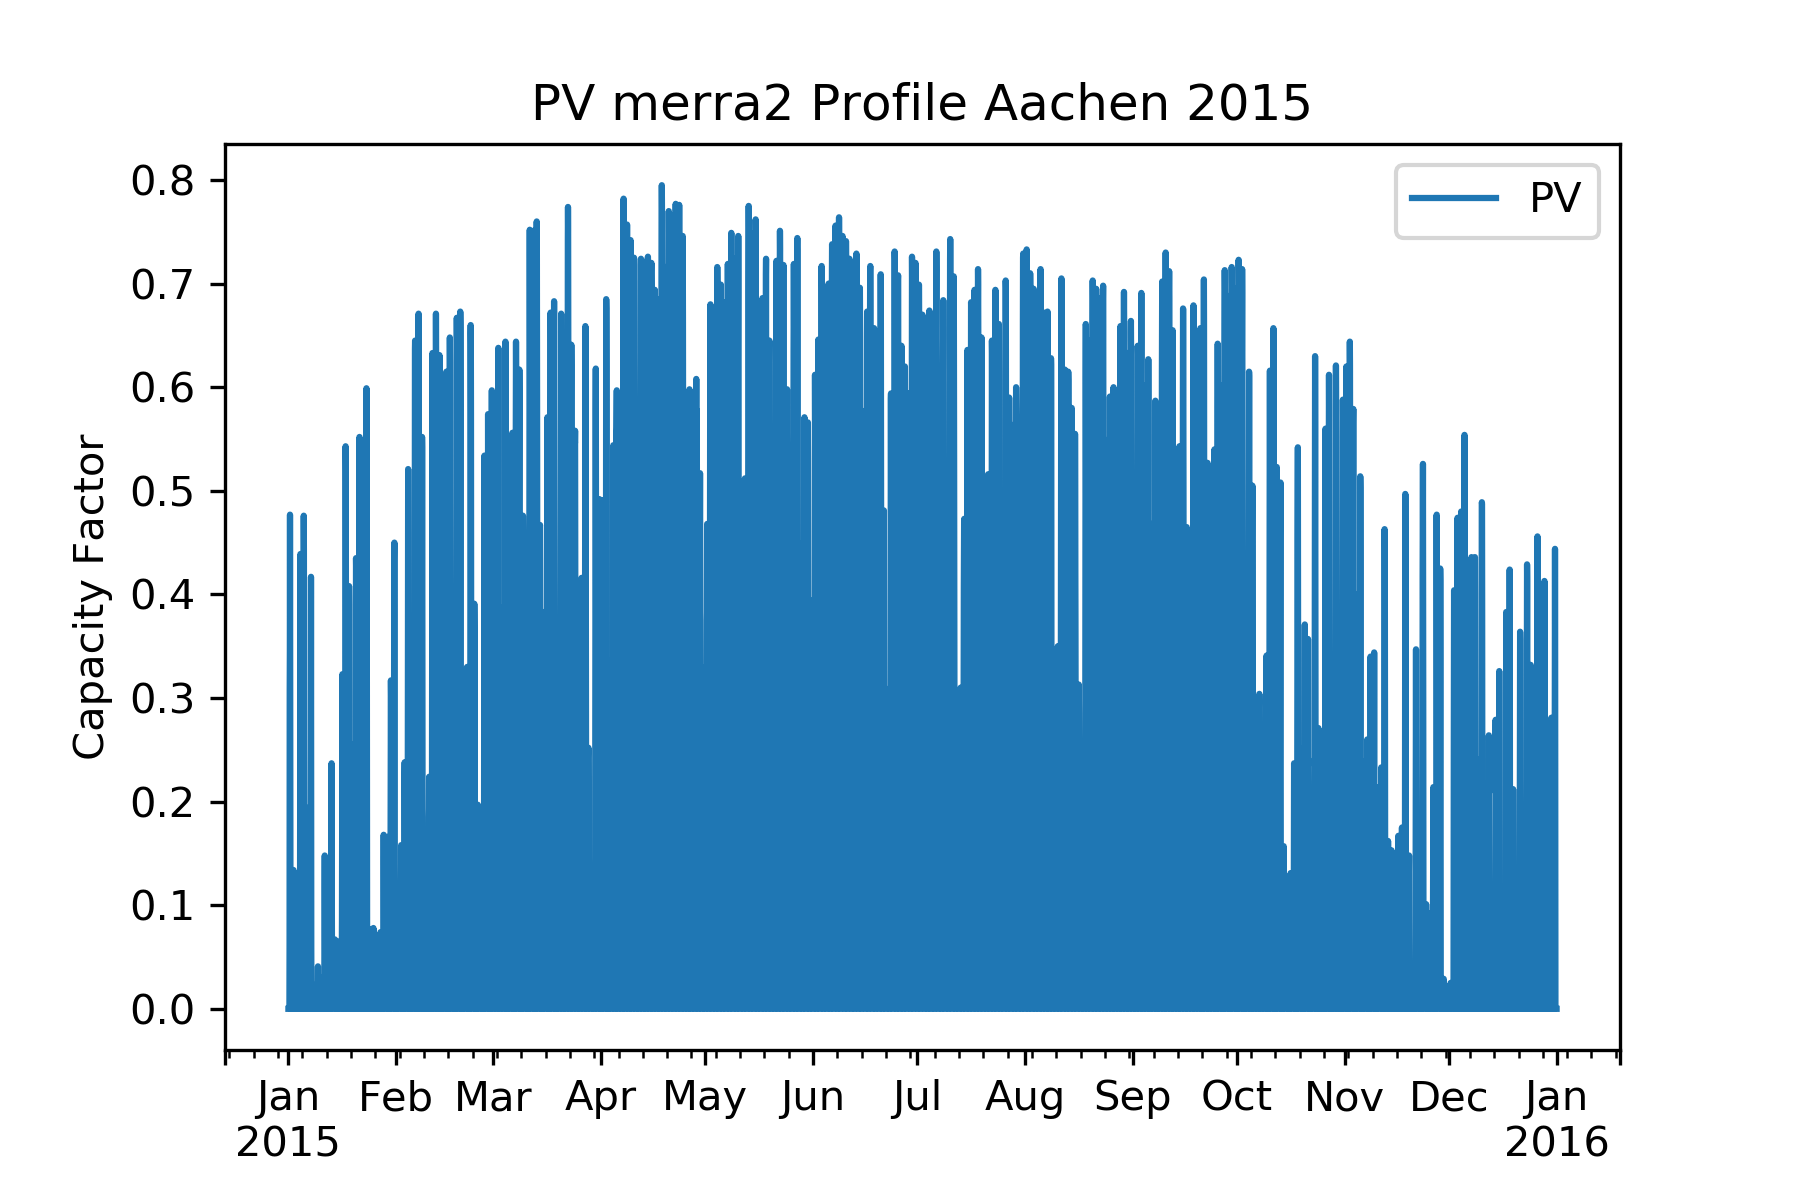 PV merra2 Profile Aachen 2015
PV
Capacity Factor
0.8
0.7
0.6
0.5
0.4
0.3
0.2
0.1
0.0
Jan Feb Mar Apr May Jun Jul Aug Sep Oct Nov Dec Jan
2015 2016